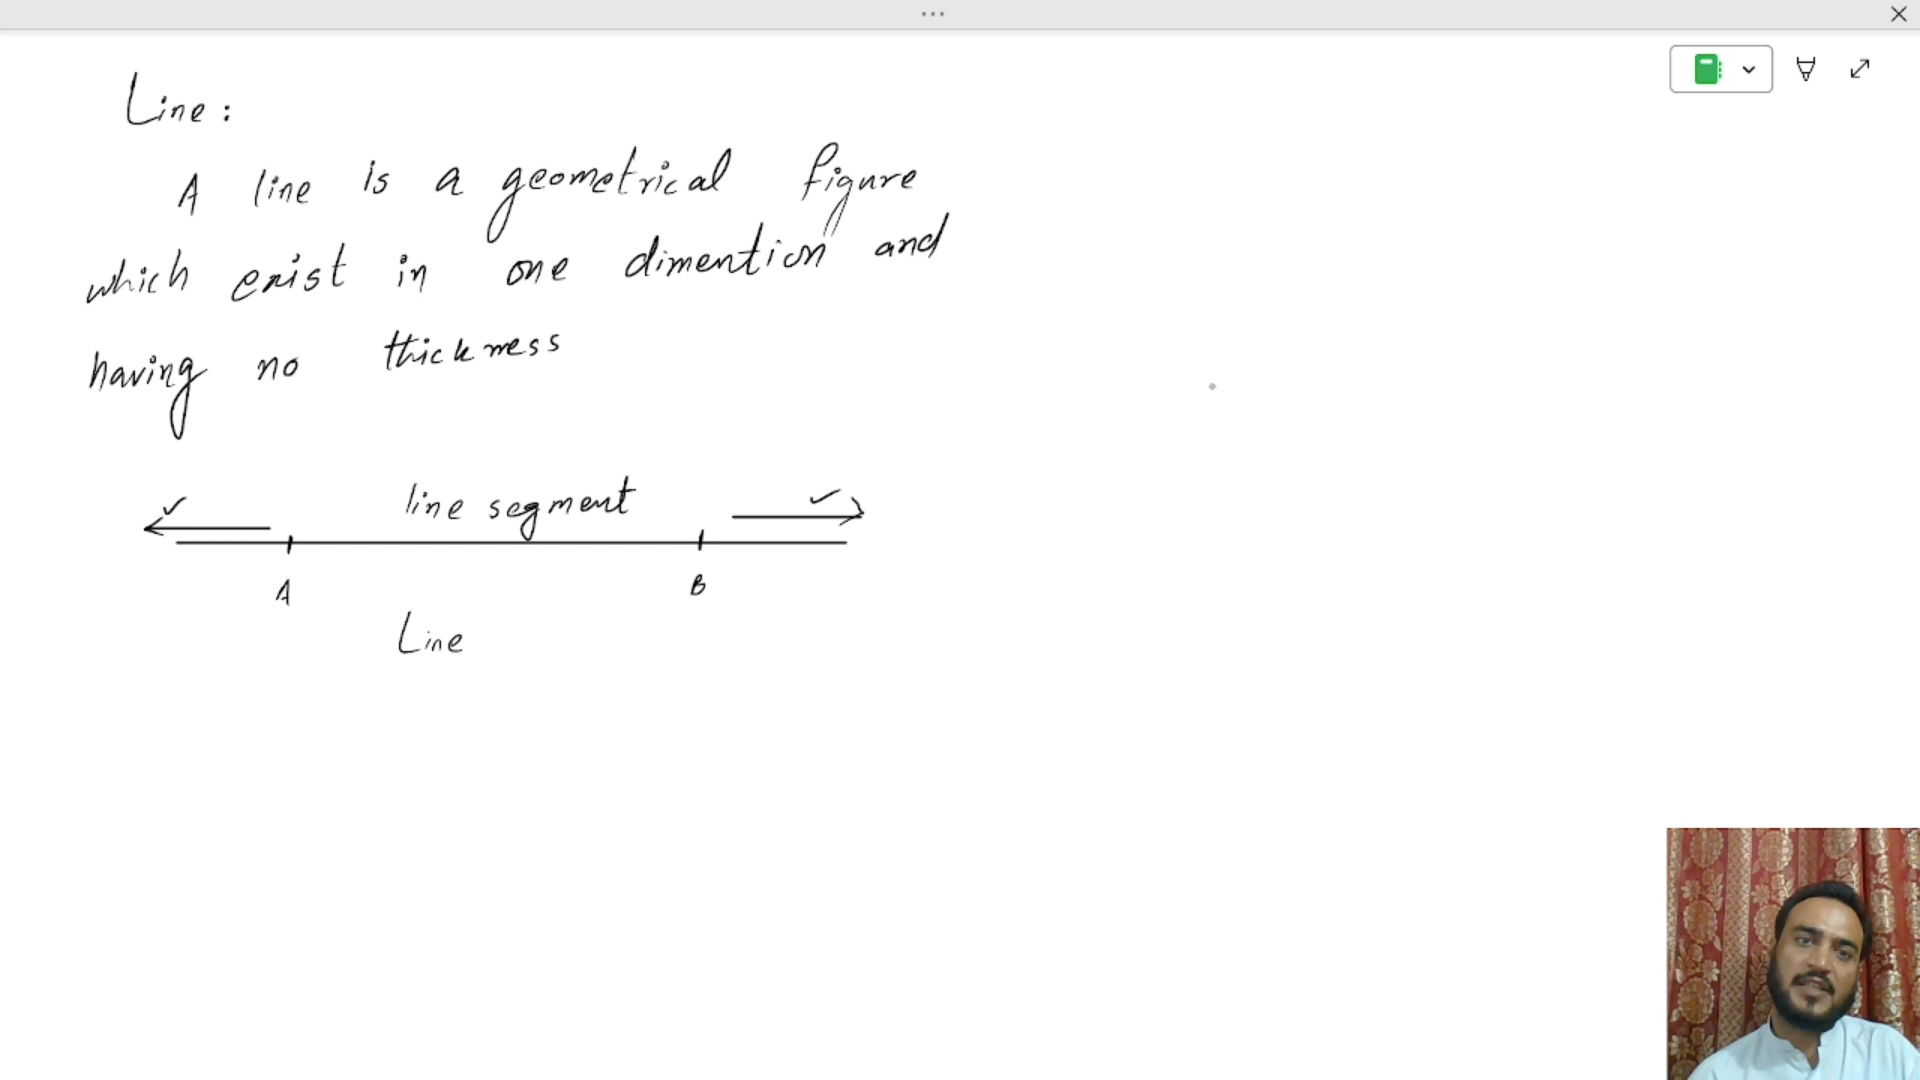 Line:
A line is a geometrical figure
which exist in one dimention and
having no thickness
line segment
A B
Line